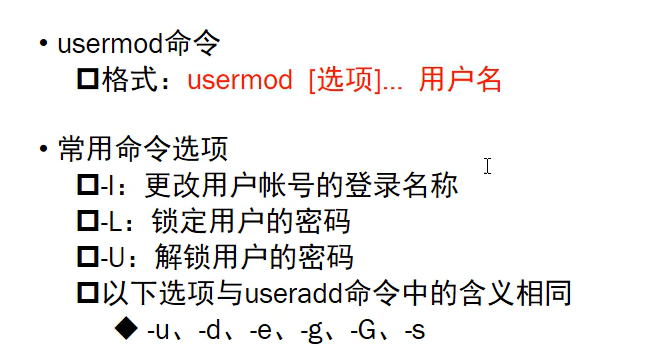 • usermod命令
格式：usermod [选项]... 用户名
• 常用命令选项
-l：更改用户帐号的登录名称
-L：锁定用户的密码
-U：解锁用户的密码
以下选项与useradd命令中的含义相同
◆ -u、-d、-e、-g、-G、-s